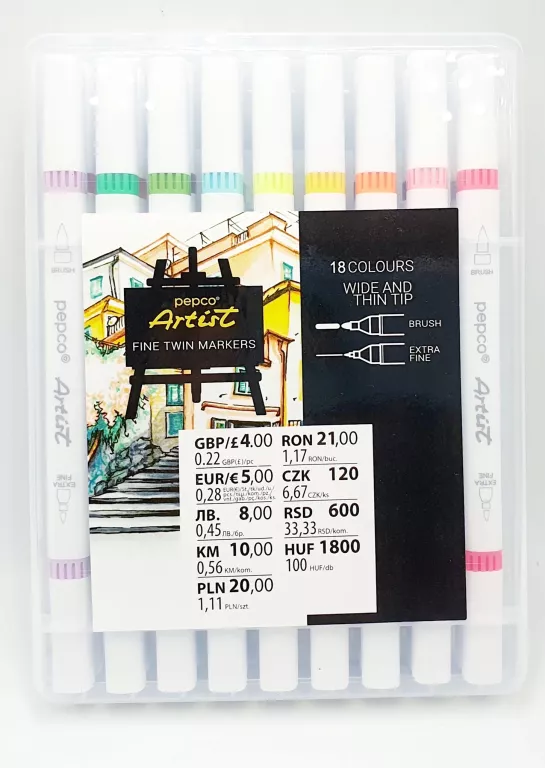 pepco®
Artist
FINE TWIN MARKERS
18 COLOURS
WIDE AND
THIN TIP
BRUSH
EXTRA
FINE
GBP/£ 4.00
0.22 GBP(£)/pc
EUR/€ 5,00
0,28
ЛВ. 8,00
0,45 ЛВ./бр.
KM 10,00
0,56 KM/kom.
PLN 20,00
1,11 PLN/szt.
RON 21,00
1,17 RON/buc.
CZK 120
6,67 CZK/ks
RSD 600
33,33 RSD/kom.
HUF 1800
100 HUF/db
BRUSH
pepco®
Artist
EXTRA
FINE
BRUSH
pepco®
Artist
EXTRA
FINE